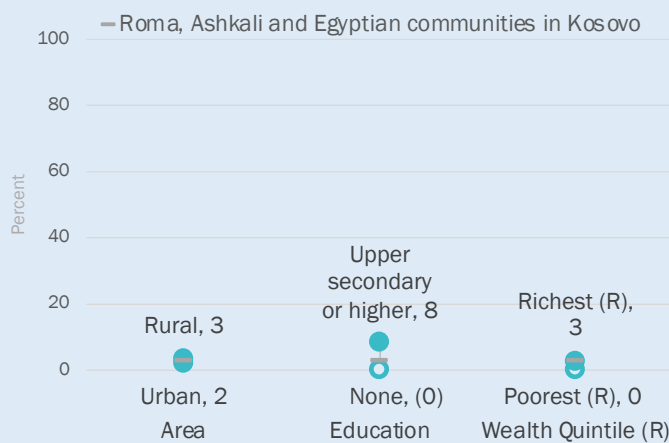 Roma, Ashkali and Egyptian communities in Kosovo
100
80
60
40
20
0
Percent
Rural, 3
Urban, 2
Area
Upper
secondary
or higher, 8
None, (0)
Education
Richest (R),
3
Poorest (R), 0
Wealth Quintile (R)